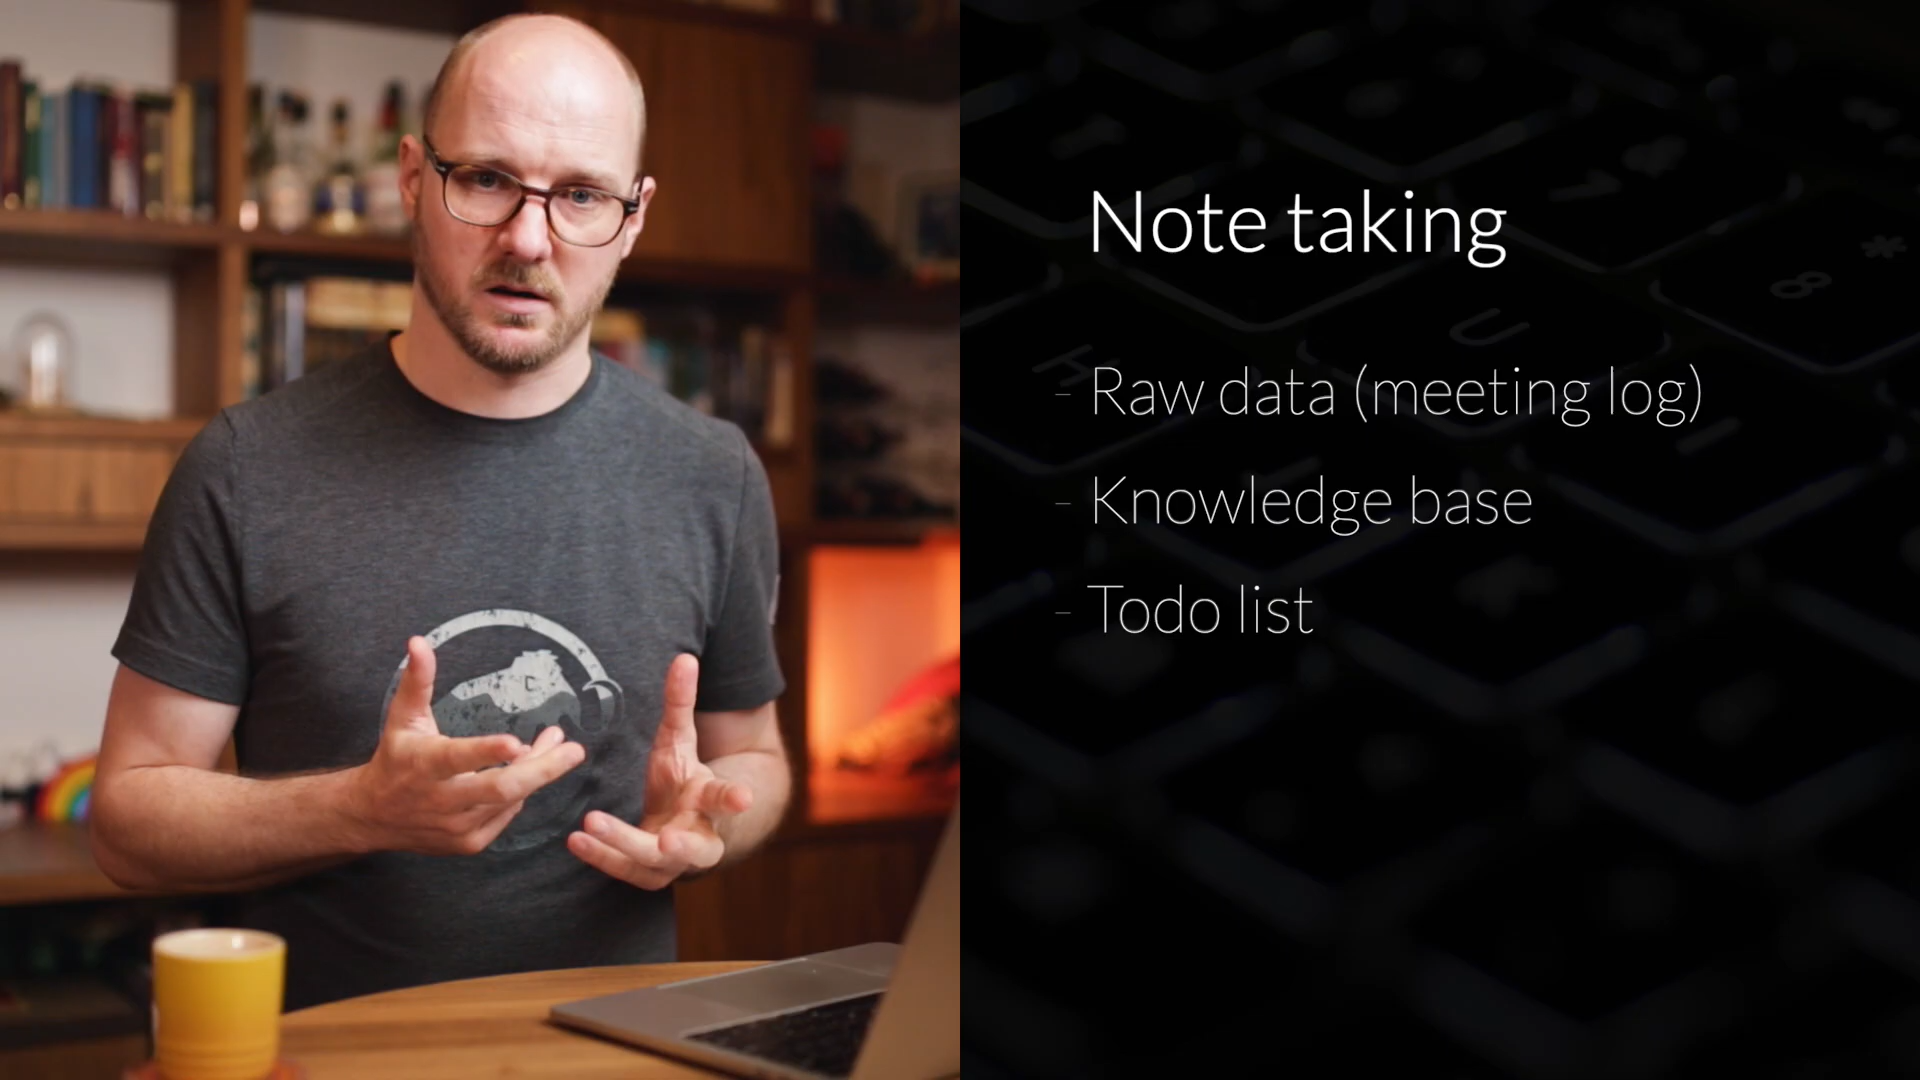 Note taking
- Raw data (meeting log)
- Knowledge base
- Todo list